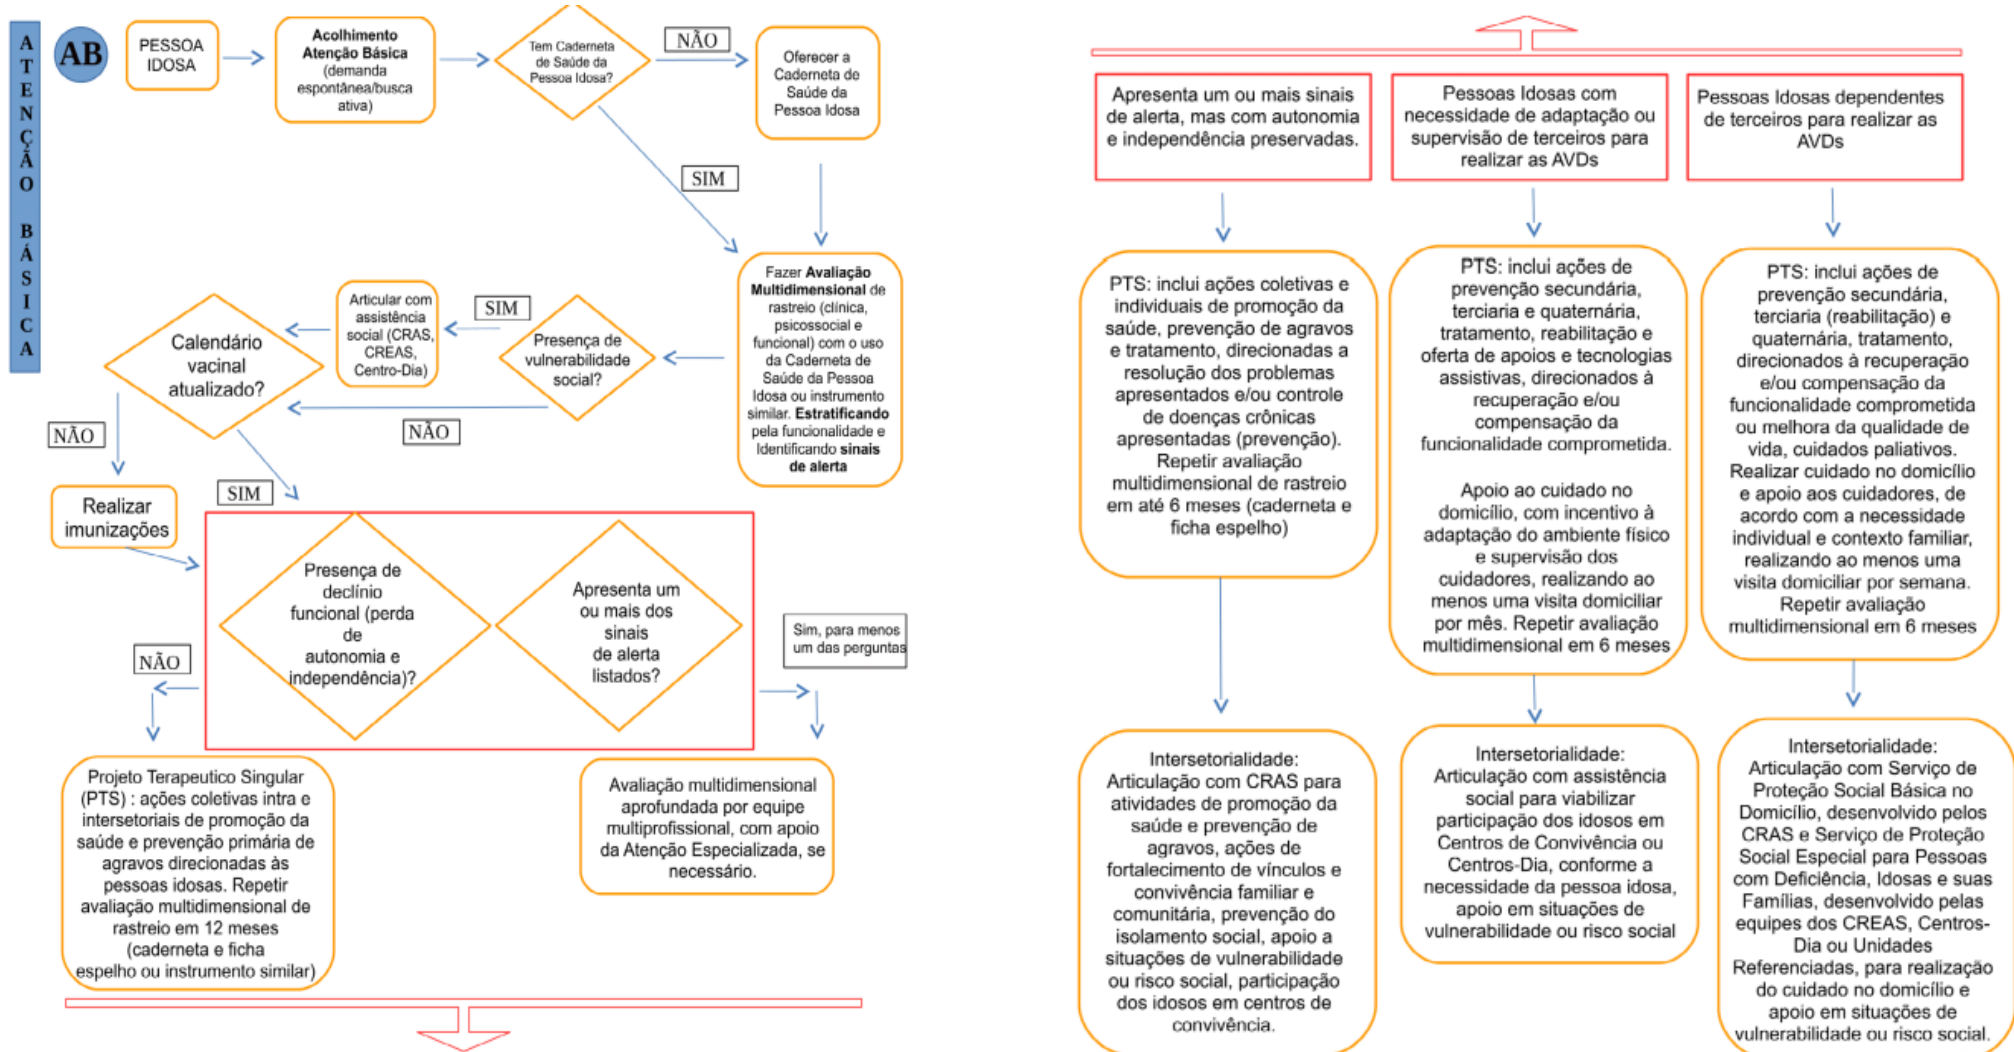 ATENÇÃO BÁSICA
AB
PESSOA
IDOSA
Acolhimento
Atenção Básica
(demanda
espontânea/busca
ativa)
Tem Caderneta
de Saúde da
Pessoa Idosa?
NÃO
Oferecer a
Caderneta de
Saúde da
Pessoa Idosa
SIM
Fazer Avaliação
Multidimensional de
rastreio (clínica,
psicossocial e
funcional) com o uso
da Caderneta de
Saúde da Pessoa
Idosa ou instrumento
similar. Estratificando
pela funcionalidade e
Identificando sinais
de alerta
Presença de
vulnerabilidade
social?
SIM
Articular com
assistência
social (CRAS,
CREAS,
Centro-Dia)
NÃO
Calendário
vacinal
atualizado?
NÃO
Realizar
imunizações
SIM
Presença de
declínio
funcional (perda
de
autonomia e
independência)?
Apresenta um
ou mais dos
sinais
de alerta
listados?
NÃO
Sim, para menos
um das perguntas
Projeto Terapeutico Singular
(PTS) : ações coletivas intra e
intersetoriais de promoção da
saúde e prevenção primária de
agravos direcionadas às
pessoas idosas. Repetir
avaliação multidimensional de
rastreio em 12 meses
(caderneta e ficha
espelho ou instrumento similar)
Avaliação multidimensional
aprofundada por equipe
multiprofissional, com apoio
da Atenção Especializada, se
necessário.
Apresenta um ou mais sinais
de alerta, mas com autonomia
e independência preservadas.
PTS: inclui ações coletivas e
individuais de promoção da
saúde, prevenção de agravos
e tratamento, direcionadas a
resolução dos problemas
apresentados e/ou controle
de doenças crônicas
apresentadas (prevenção).
Repetir avaliação
multidimensional de rastreio
em até 6 meses (caderneta e
ficha espelho)
Intersetorialidade:
Articulação com CRAS para
atividades de promoção da
saúde e prevenção de
agravos, ações de
fortalecimento de vínculos e
convivência familiar e
comunitária, prevenção do
isolamento social, apoio a
situações de vulnerabilidade
ou risco social, participação
dos idosos em centros de
convivência.
Pessoas Idosas com
necessidade de adaptação ou
supervisão de terceiros para
realizar as AVDs
PTS: inclui ações de
prevenção secundária,
terciaria e quaternária,
tratamento, reabilitação e
oferta de apoios e tecnologias
assistivas, direcionados à
recuperação e/ou
compensação da
funcionalidade comprometida.
Apoio ao cuidado no
domicílio, com incentivo à
adaptação do ambiente físico
e supervisão dos
cuidadores, realizando ao
menos uma visita domiciliar
por mês. Repetir avaliação
multidimensional em 6 meses
Intersetorialidade:
Articulação com assistência
social para viabilizar
participação dos idosos em
Centros de Convivência ou
Centros-Dia, conforme a
necessidade da pessoa idosa,
apoio em situações de
vulnerabilidade ou risco social
Pessoas Idosas dependentes
de terceiros para realizar as
AVDs
PTS: inclui ações de
prevenção secundária,
terciaria (reabilitação) e
quaternária, tratamento,
direcionados à recuperação
e/ou compensação da
funcionalidade comprometida
ou melhora da qualidade de
vida, cuidados paliativos.
Realizar cuidado no domicílio
e apoio aos cuidadores, de
acordo com a necessidade
individual e contexto familiar,
realizando ao menos uma
visita domiciliar por semana.
Repetir avaliação
multidimensional em 6 meses
Intersetorialidade:
Articulação com Serviço de
Proteção Social Básica no
Domicílio, desenvolvido pelos
CRAS e Serviço de Proteção
Social Especial para Pessoas
com Deficiência, Idosas e suas
Famílias, desenvolvido pelas
equipes dos CREAS, Centros-
Dia ou Unidades
Referenciadas, para realização
do cuidado no domicílio e
apoio em situações de
vulnerabilidade ou risco social.